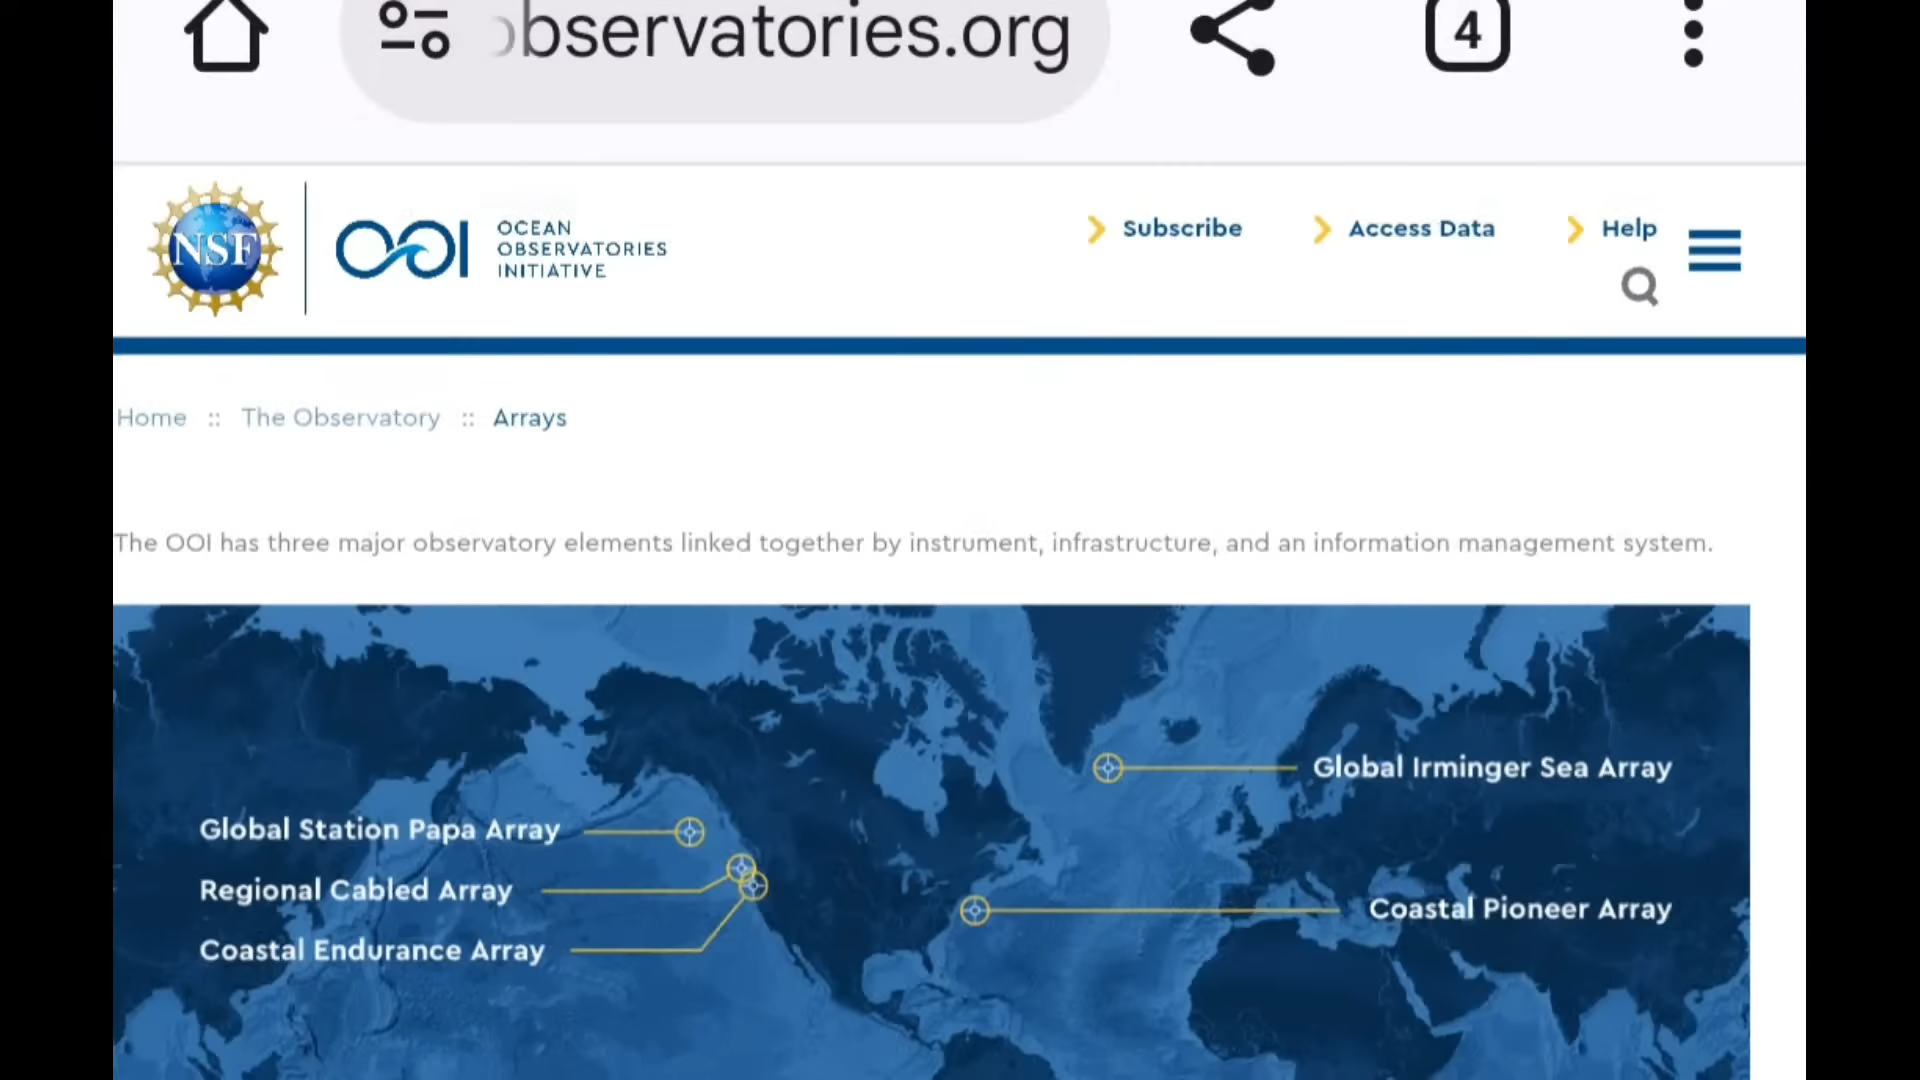 bservatories.org
4
NSF
OOI
OCEAN
OBSERVATORIES
INITIATIVE
Subscribe
Access Data
Help
Home :: The Observatory :: Arrays
The OOI has three major observatory elements linked together by instrument, infrastructure, and an information management system.
Global Irminger Sea Array
Global Station Papa Array
Regional Cabled Array
Coastal Pioneer Array
Coastal Endurance Array